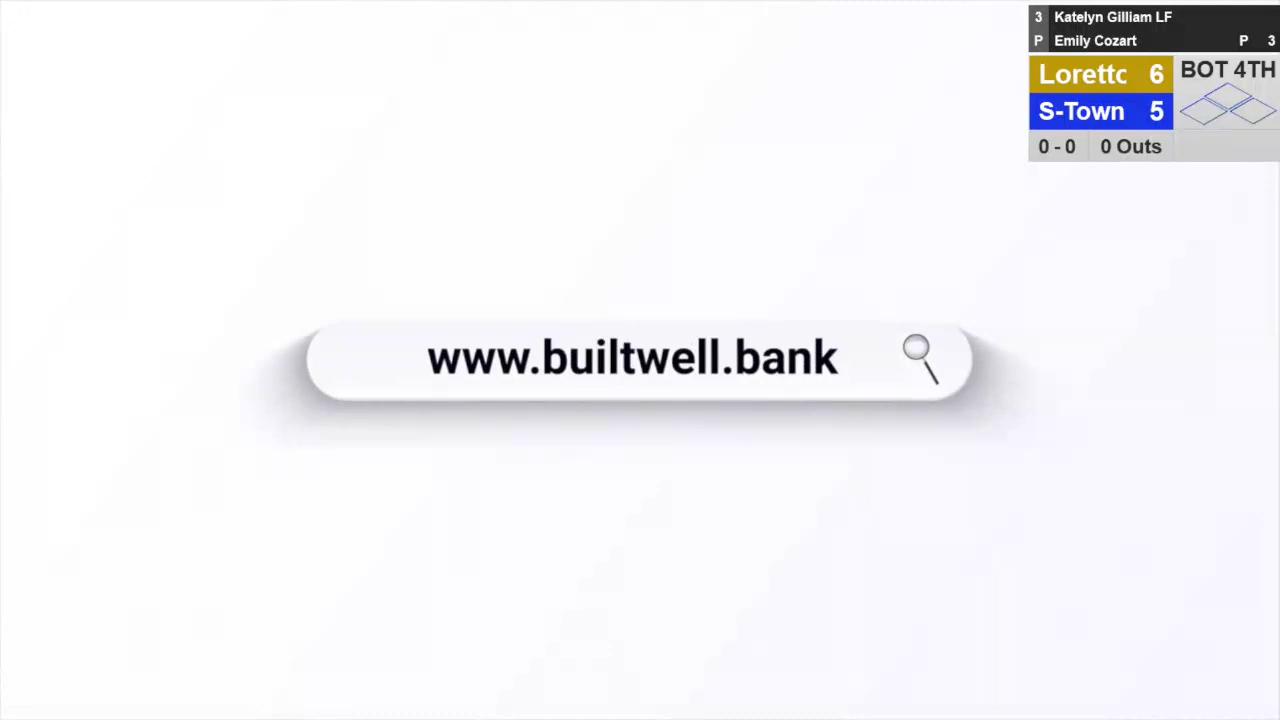 3 Katelyn Gilliam LF
P Emily Cozart P 3
Lorettc 6 BOT 4TH
S-Town 5
0 - 0 0 Outs
www.builtwell.bank